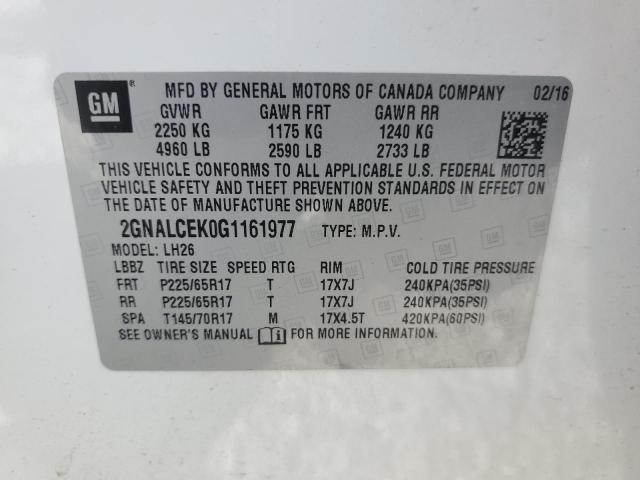 GM
MFD BY GENERAL MOTORS OF CANADA COMPANY 02/16
GVWR GAWR FRT GAWR RR
2250 KG 1175 KG 1240 KG
4960 LB 2590 LB 2733 LB
THIS VEHICLE CONFORMS TO ALL APPLICABLE U.S. FEDERAL MOTOR
VEHICLE SAFETY AND THEFT PREVENTION STANDARDS IN EFFECT ON
THE DATE OF MANUFACTURE SHOWN ABOVE.
2GNALCEK0G1161977 TYPE: M.P.V.
MODEL: LH26
LBBZ TIRE SIZE SPEED RTG RIM COLD TIRE PRESSURE
FRT P225/65R17 T 17X7J 240KPA(35PSI)
RR P225/65R17 T 17X7J 240KPA(35PSI)
SPA T145/70R17 M 17X4.5T 420KPA(60PSI)
SEE OWNER'S MANUAL FOR MORE INFORMATION.